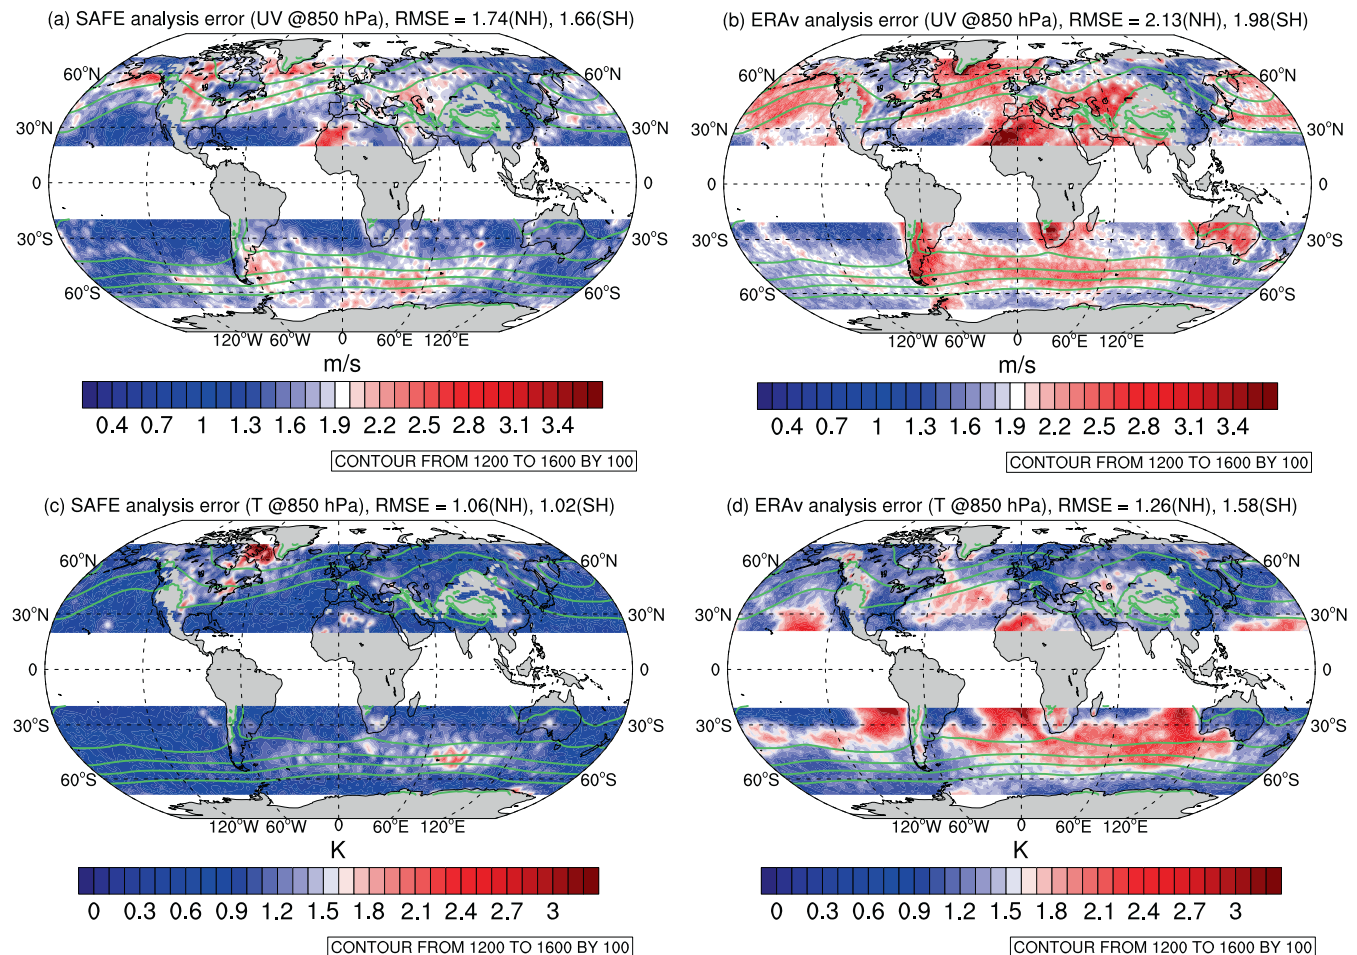 (a) SAFE analysis error (UV @850 hPa), RMSE = 1.74(NH), 1.66(SH)
60°N 60°N
30°N 30°N
0 0
30°S 30°S
60°S 60°S
120°W 60°W 0 60°E 120°E
m/s
0.4 0.7 1 1.3 1.6 1.9 2.2 2.5 2.8 3.1 3.4
CONTOUR FROM 1200 TO 1600 BY 100
(b) ERAv analysis error (UV @850 hPa), RMSE = 2.13(NH), 1.98(SH)
60°N 60°N
30°N 30°N
0 0
30°S 30°S
60°S 60°S
120°W 60°W 0 60°E 120°E
m/s
0.4 0.7 1 1.3 1.6 1.9 2.2 2.5 2.8 3.1 3.4
CONTOUR FROM 1200 TO 1600 BY 100
(c) SAFE analysis error (T @850 hPa), RMSE = 1.06(NH), 1.02(SH)
60°N 60°N
30°N 30°N
0 0
30°S 30°S
60°S 60°S
120°W 60°W 0 60°E 120°E
K
0 0.3 0.6 0.9 1.2 1.5 1.8 2.1 2.4 2.7 3
CONTOUR FROM 1200 TO 1600 BY 100
(d) ERAv analysis error (T @850 hPa), RMSE = 1.26(NH), 1.58(SH)
60°N 60°N
30°N 30°N
0 0
30°S 30°S
60°S 60°S
120°W 60°W 0 60°E 120°E
K
0 0.3 0.6 0.9 1.2 1.5 1.8 2.1 2.4 2.7 3
CONTOUR FROM 1200 TO 1600 BY 100